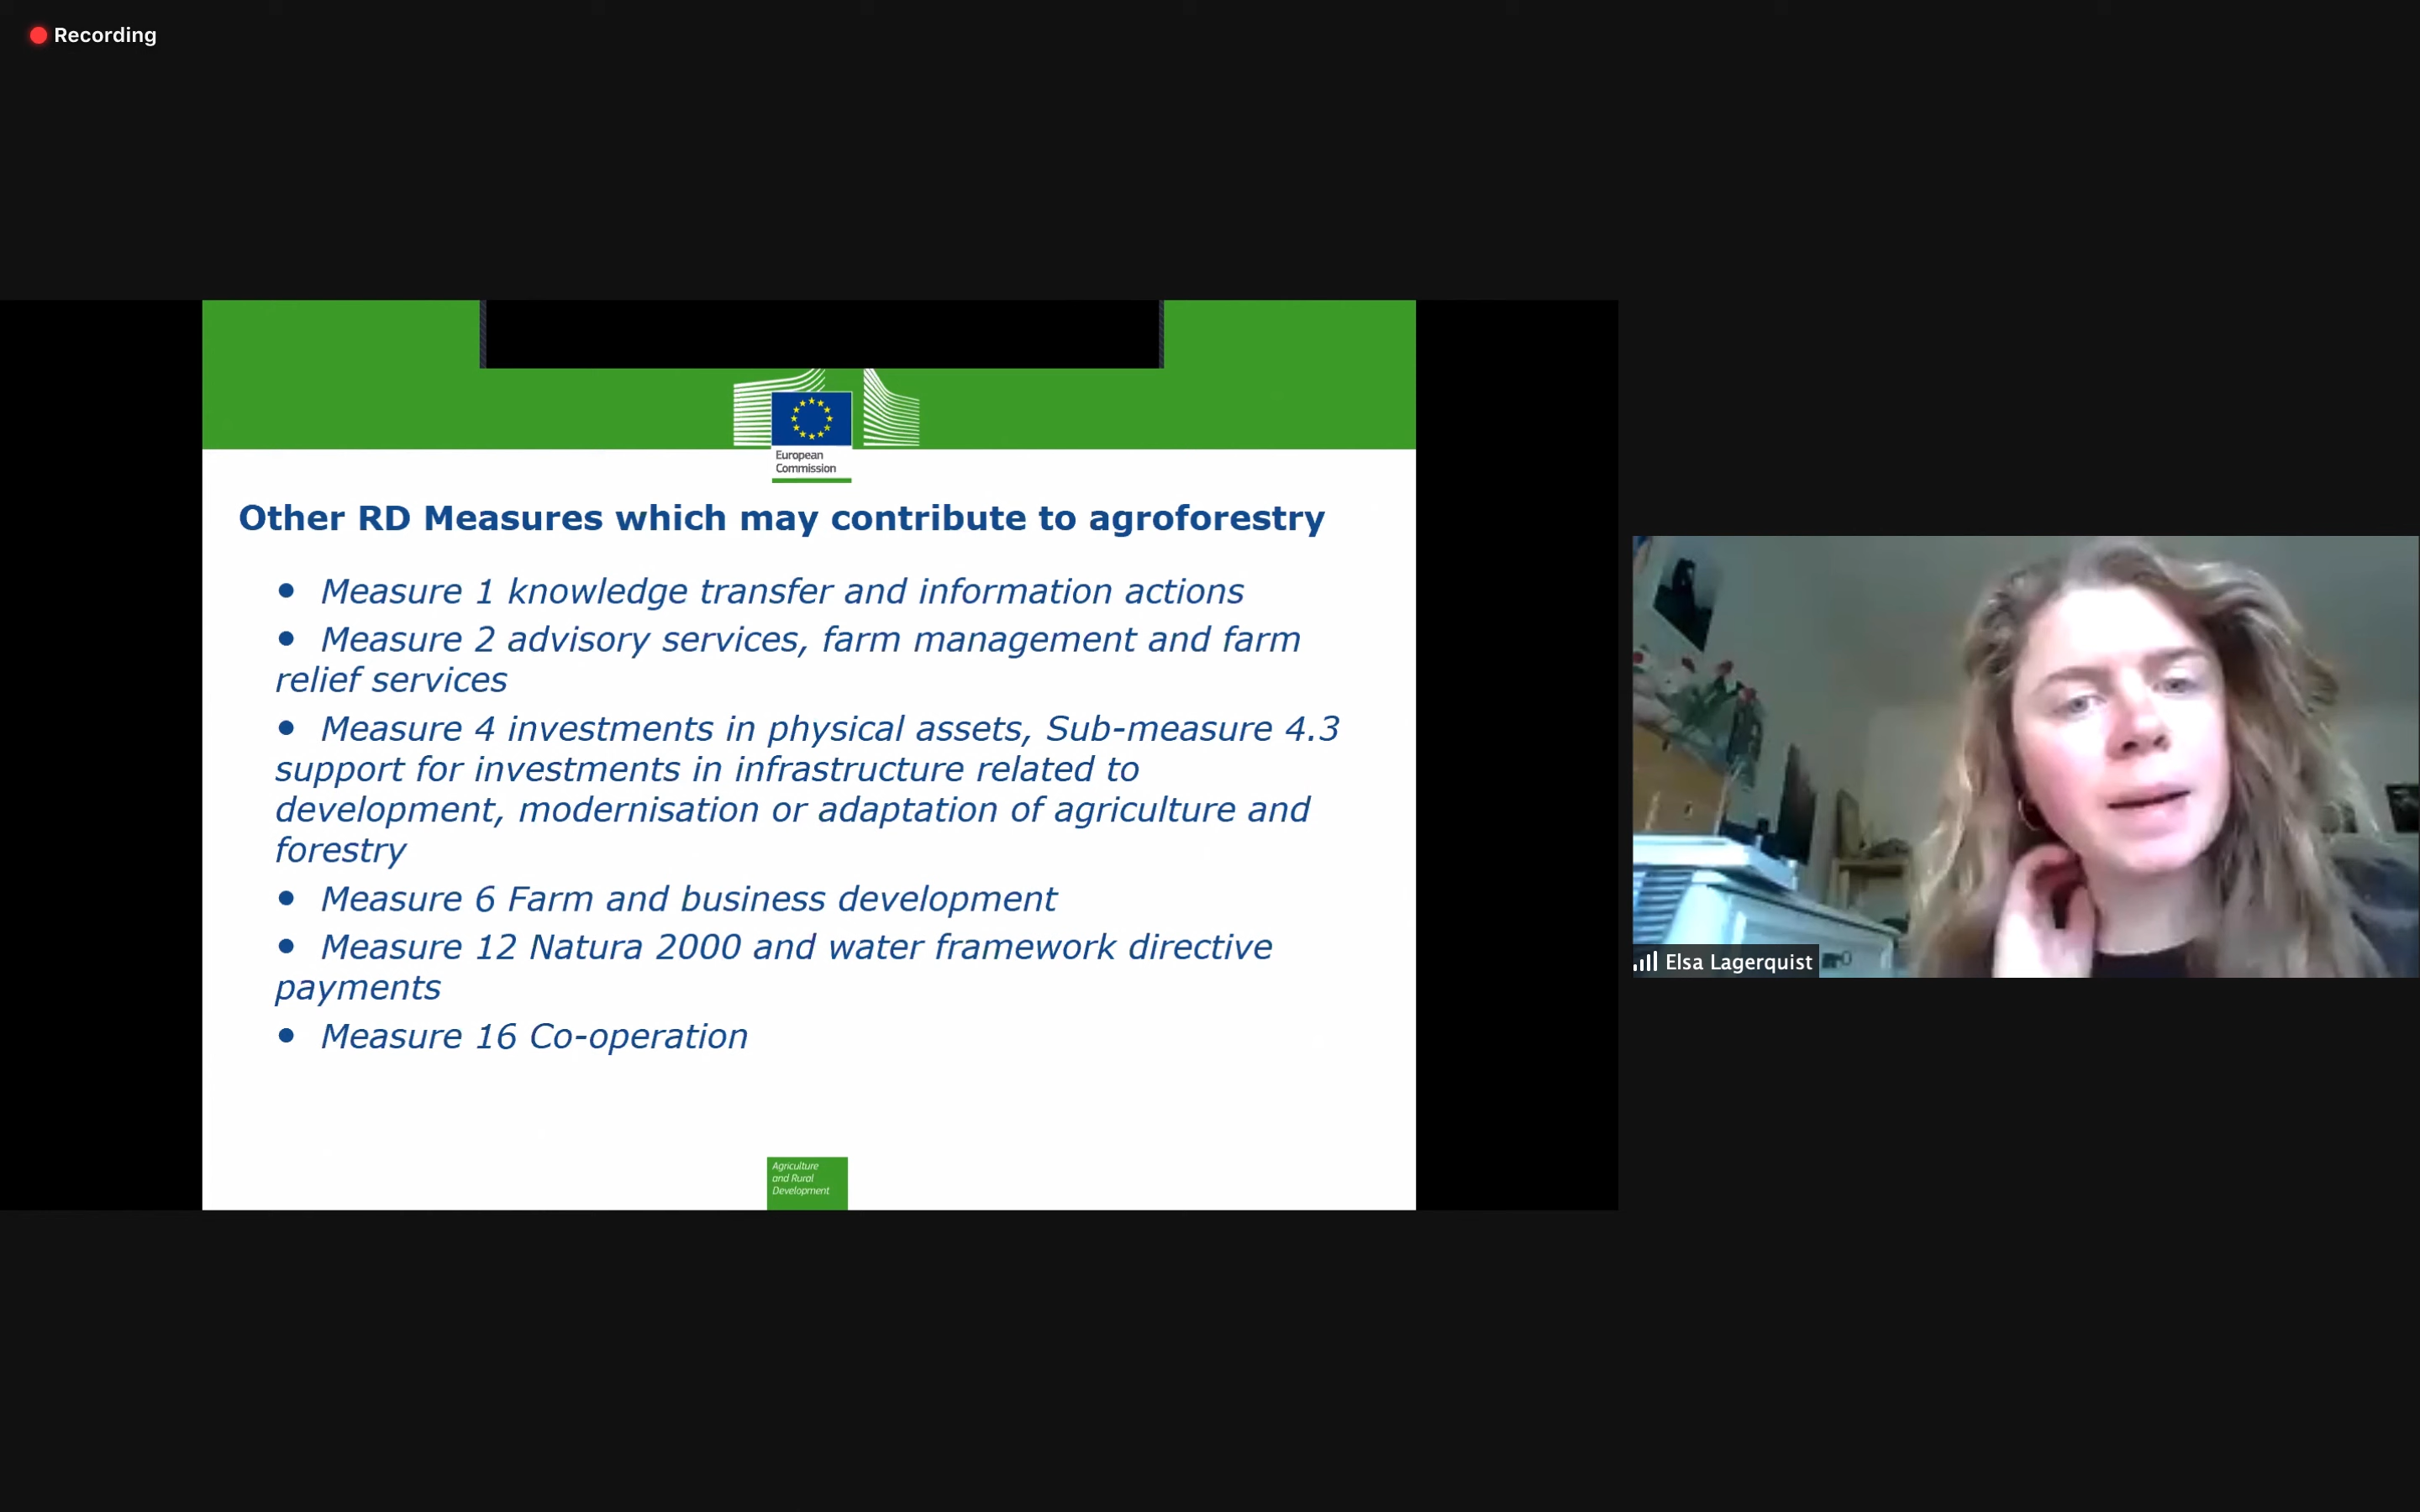 Recording
European
Commission
Other RD Measures which may contribute to agroforestry
• Measure 1 knowledge transfer and information actions
• Measure 2 advisory services, farm management and farm
relief services
• Measure 4 investments in physical assets, Sub-measure 4.3
support for investments in infrastructure related to
development, modernisation or adaptation of agriculture and
forestry
• Measure 6 Farm and business development
• Measure 12 Natura 2000 and water framework directive
payments
• Measure 16 Co-operation
Agriculture
and Rural
Development
Elsa Lagerquist